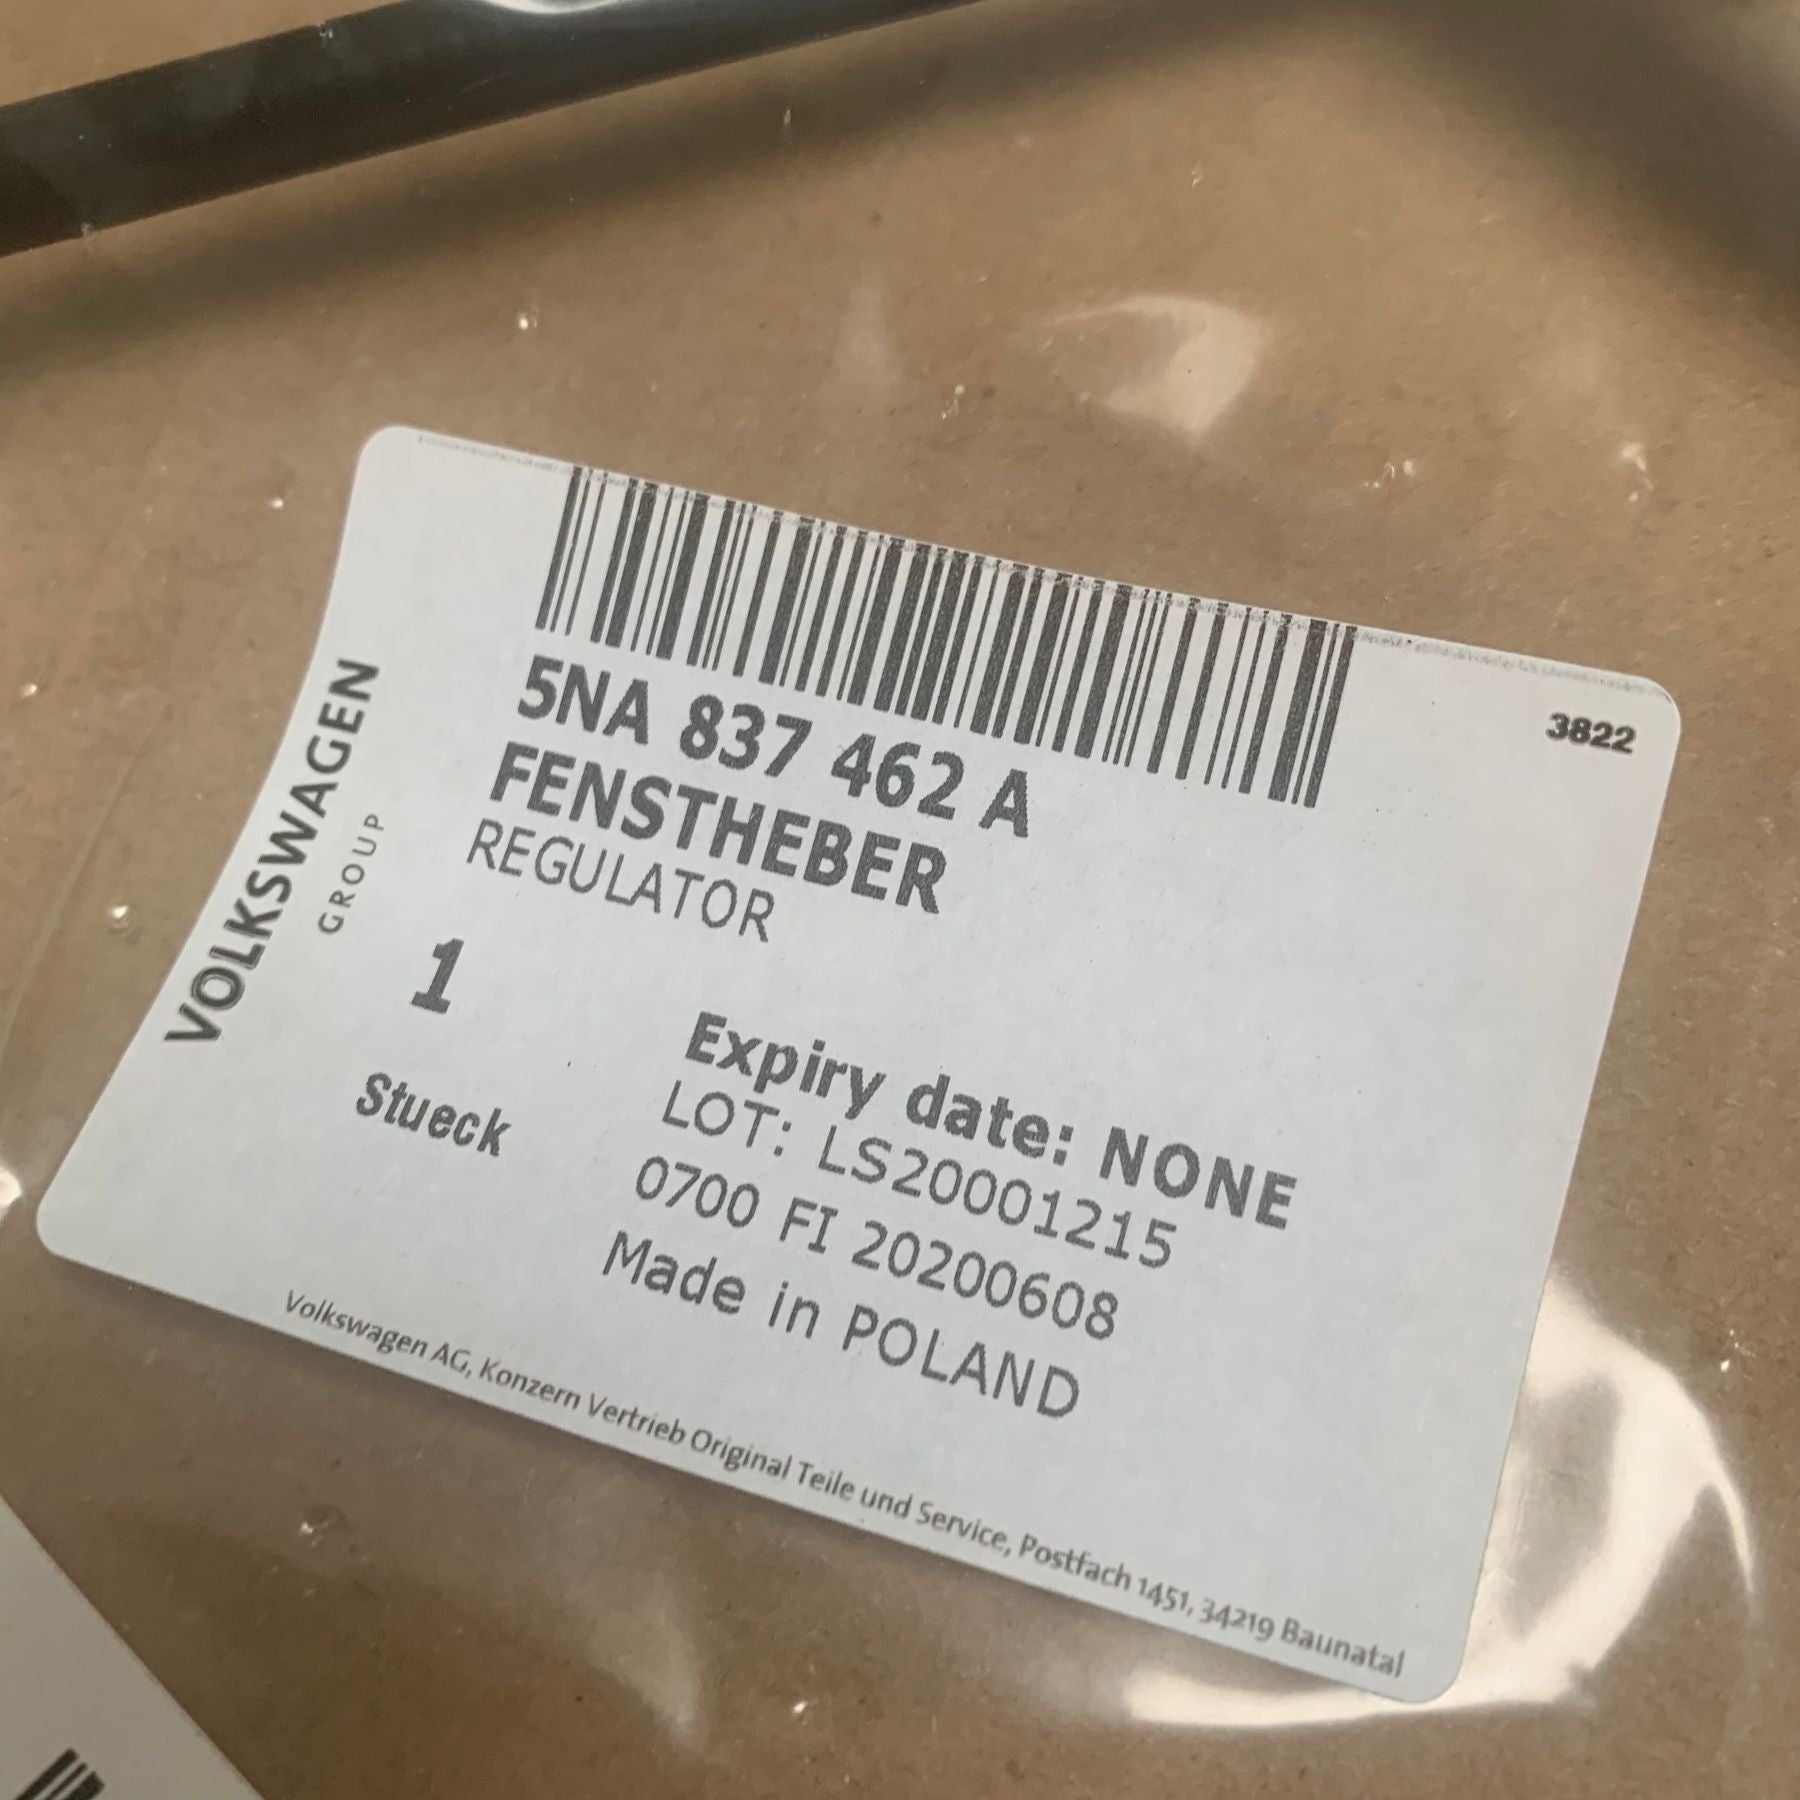 3822
5NA 837 462 A
FENSTHEBER
REGULATOR
VOLKSWAGEN
GROUP
1
Stueck
Expiry date: NONE
LOT: LS20001215
0700 FI 20200608
Made in POLAND
Volkswagen AG, Konzern Vertrieb Original Teile und Service, Postfach 1451, 34219 Baunatal